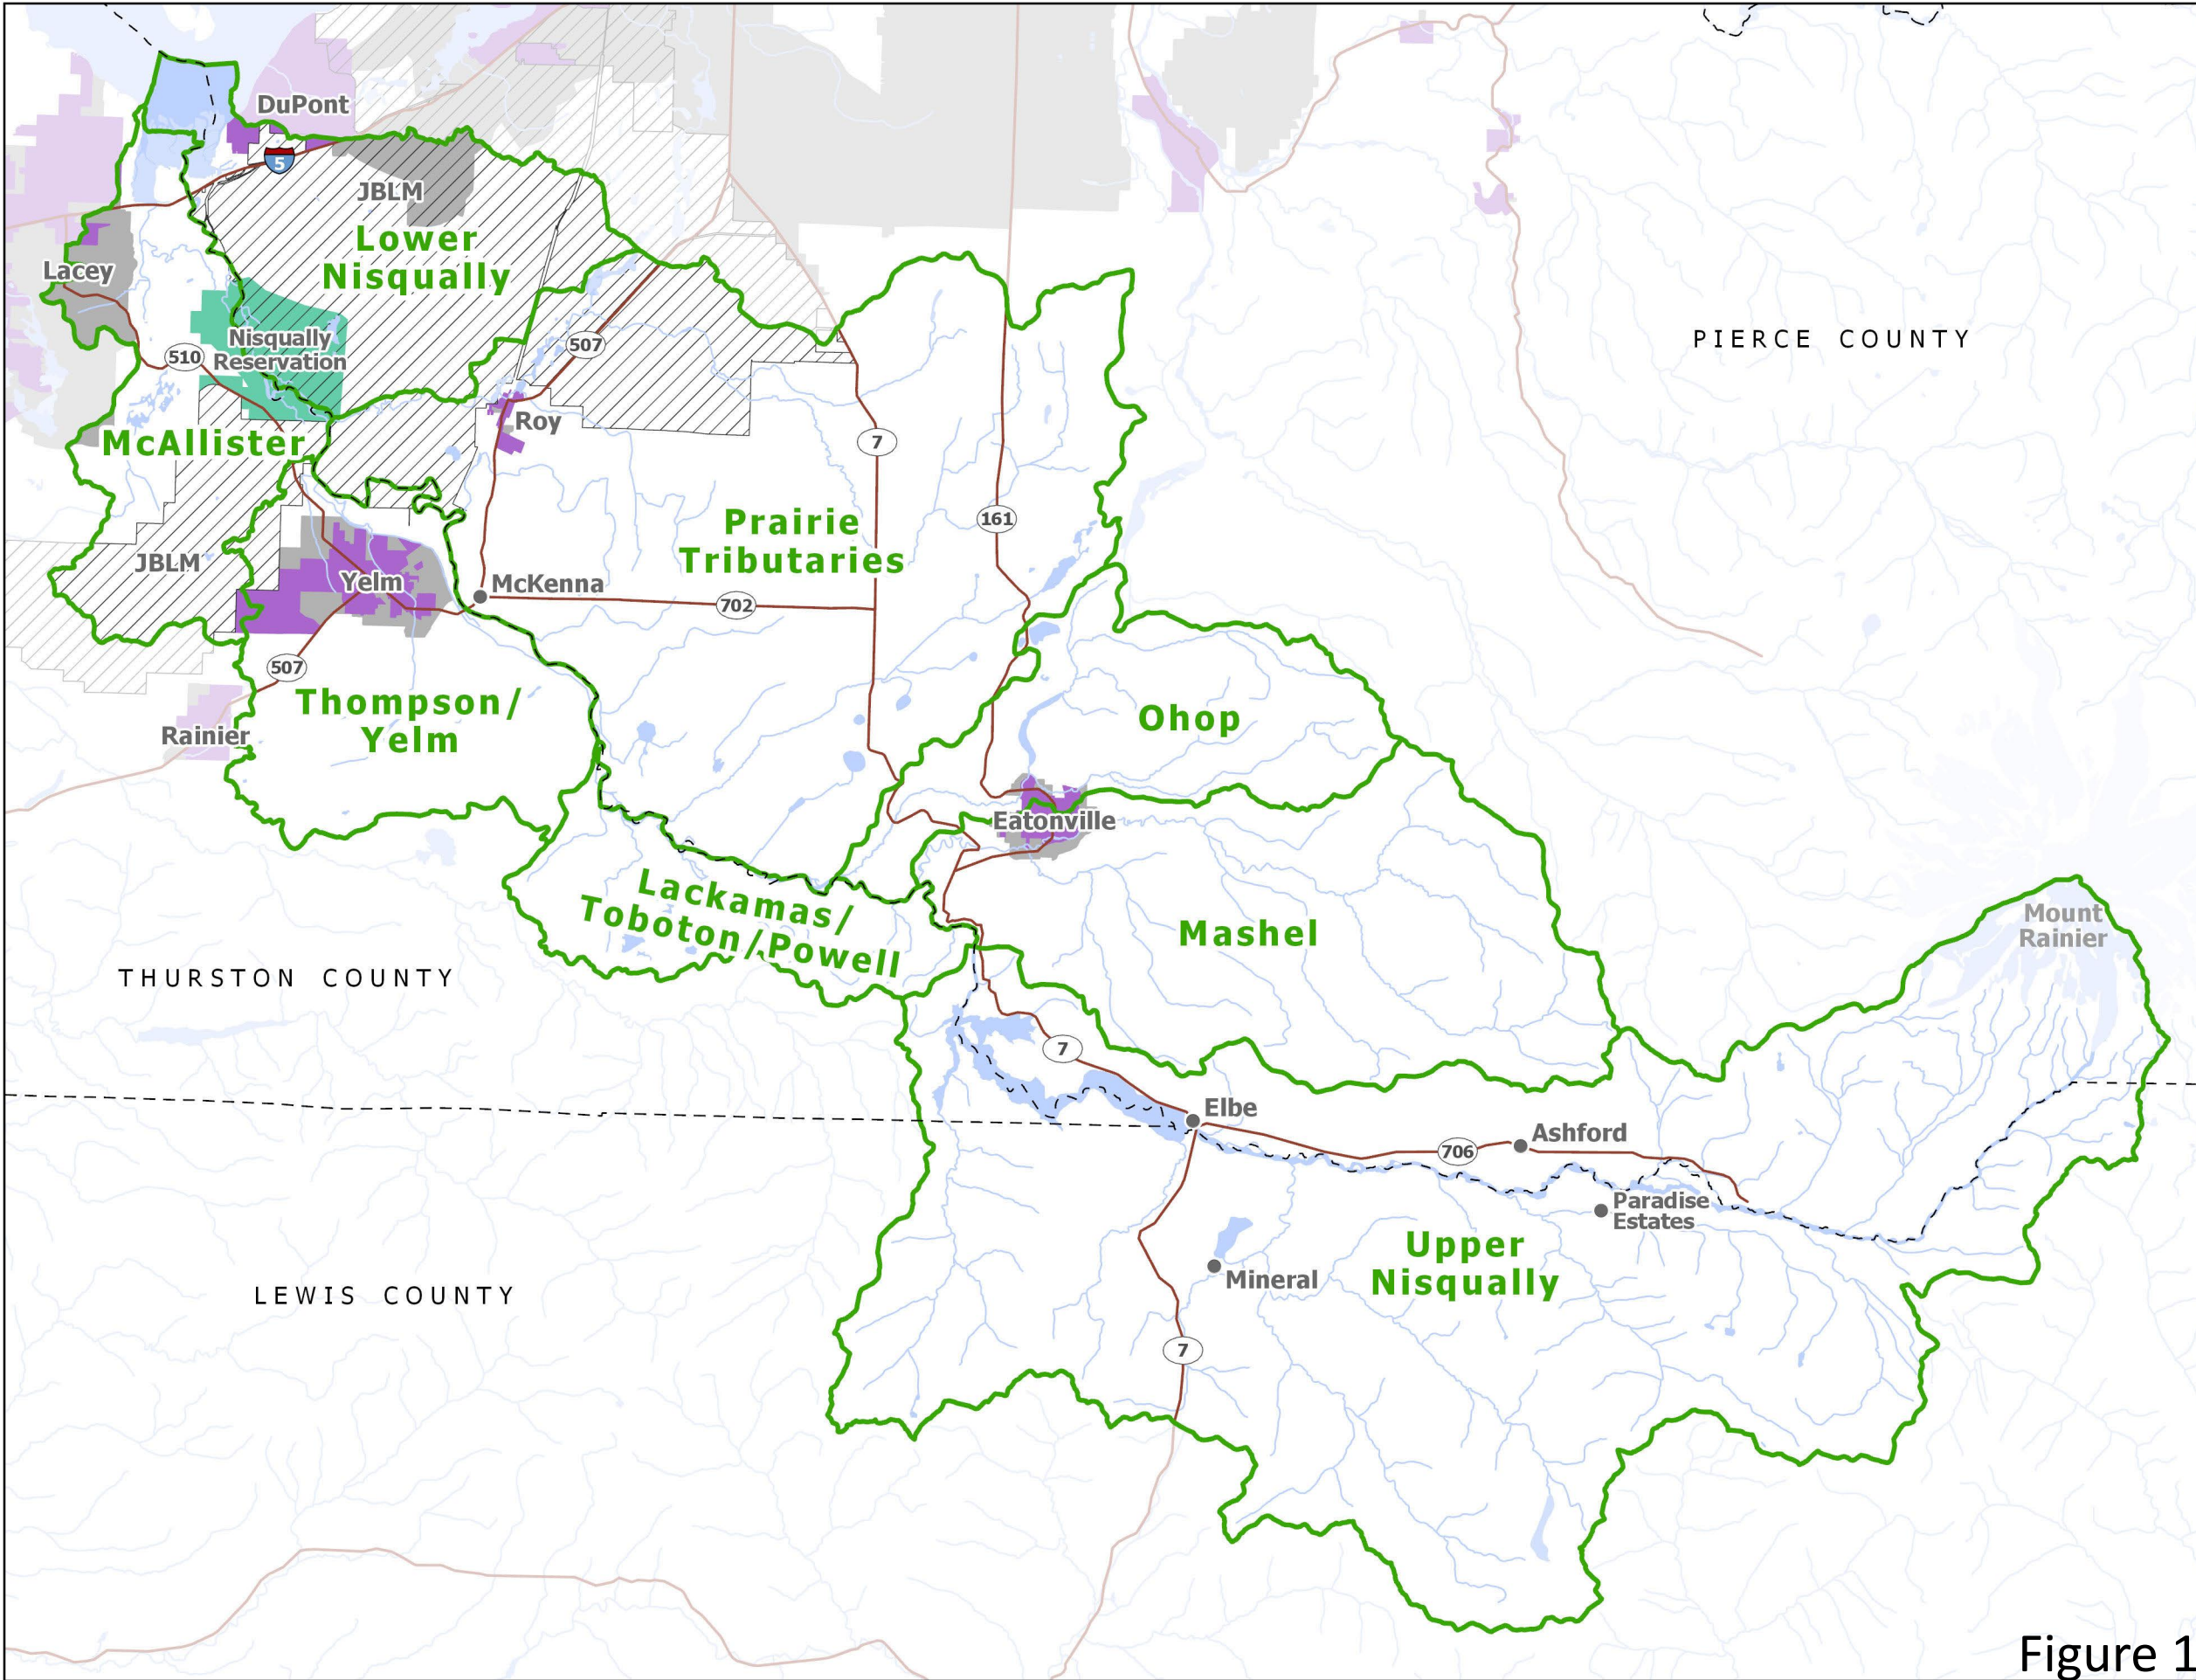 DuPont
5
JBLM
Lower
Nisqually
Lacey
Nisqually
Reservation
510
507
PIERCE COUNTY
Roy
McAllister
7
161
Prairie
Tributaries
JBLM
Yelm
McKenna
702
507
Thompson/
Yelm
Rainier
Ohop
Eatonville
Lackamas/
Toboton/Powell
Mashel
Mount
Rainier
THURSTON COUNTY
7
Elbe
Ashford
706
Paradise
Estates
Upper
Nisqually
Mineral
LEWIS COUNTY
7
Figure 1